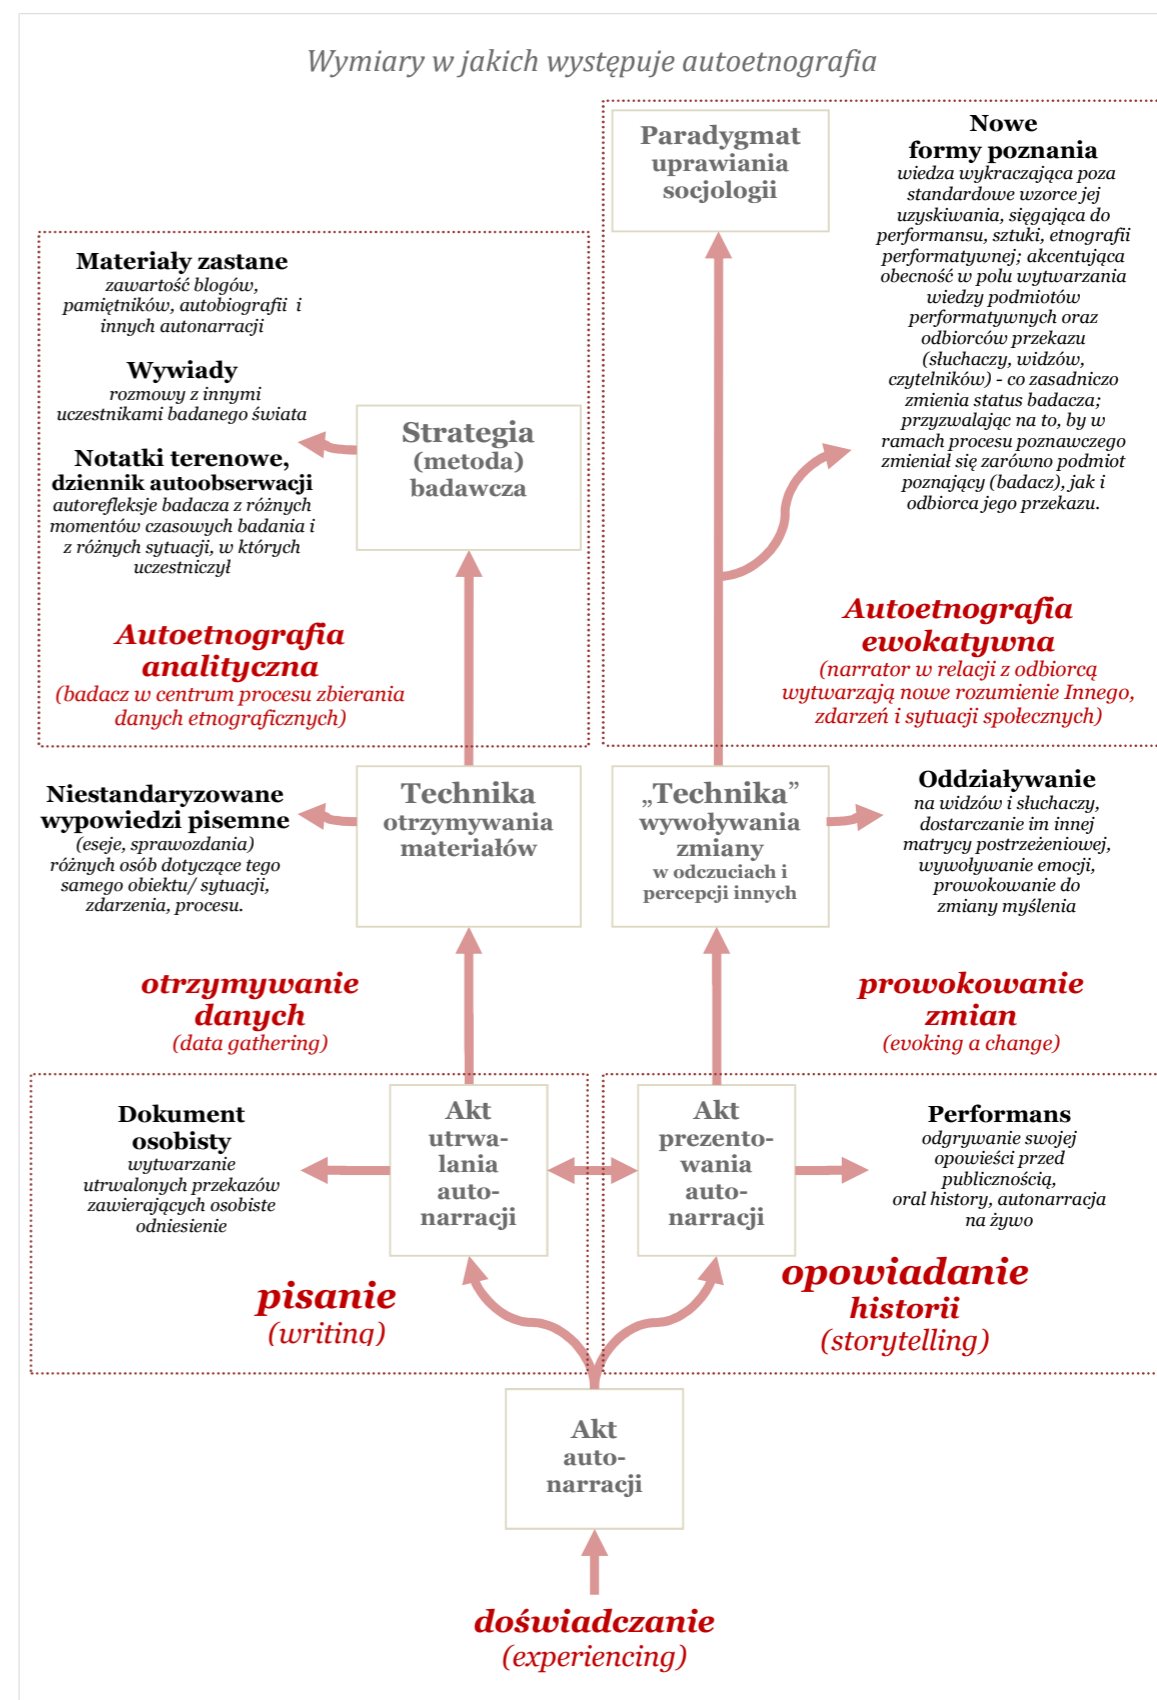 Wymiary w jakich występuje autoetnografia
Paradygmat
uprawiania
socjologii
Nowe
formy poznania
wiedza wykraczająca poza
standardowe wzorce jej
uzyskiwania, sięgająca do
performansu, sztuki, etnografii
performatywnej; akcentująca
obecność w polu wytwarzania
wiedzy podmiotów
performatywnych oraz
odbiorców przekazu
(słuchaczy, widzów,
czytelników) - co zasadniczo
zmienia status badacza;
przyzwalając na to, by w
ramach procesu poznawczego
zmieniał się zarówno podmiot
poznający (badacz), jak i
odbiorca jego przekazu.
Materiały zastane
zawartość blogów,
pamiętników, autobiografii i
innych autonarracji
Wywiady
rozmowy z innymi
uczestnikami badanego świata
Notatki terenowe,
dziennik autoobserwacji
autorefleksje badacza z różnych
momentów czasowych badania i
z różnych sytuacji, w których
uczestniczył
Strategia
(metoda)
badawcza
Autoetnografia
analityczna
(badacz w centrum procesu zbierania
danych etnograficznych)
Autoetnografia
ewokatywna
(narrator w relacji z odbiorcą
wytwarzają nowe rozumienie Innego,
zdarzeń i sytuacji społecznych)
Niestandaryzowane
wypowiedzi pisemne
(eseje, sprawozdania)
różnych osób dotyczące tego
samego obiektu/ sytuacji,
zdarzenia, procesu.
Technika
otrzymywania
materiałów
„Technika”
wywoływania
zmiany
w odczuciach i
percepcji innych
Oddziaływanie
na widzów i słuchaczy,
dostarczanie im innej
matrycy postrzeżeniowej,
wywoływanie emocji,
prowokowanie do
zmiany myślenia
otrzymywanie
danych
(data gathering)
prowokowanie
zmian
(evoking a change)
Dokument
osobisty
wytwarzanie
utrwalonych przekazów
zawierających osobiste
odniesienie
Akt
utrwa-
lania
auto-
narracji
Akt
prezento-
wania
auto-
narracji
Performans
odgrywanie swojej
opowieści przed
publicznością,
oral history, autonarracja
na żywo
pisanie
(writing)
opowiadanie
historii
(storytelling)
Akt
auto-
narracji
doświadczanie
(experiencing)